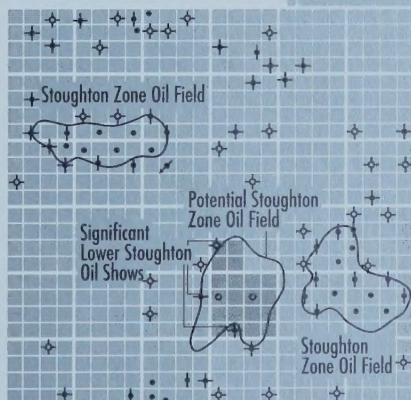 Stoughton Zone Oil Field
Potential Stoughton
Zone Oil Field
Significant
Lower Stoughton
Oil Shows
Stoughton
Zone Oil Field